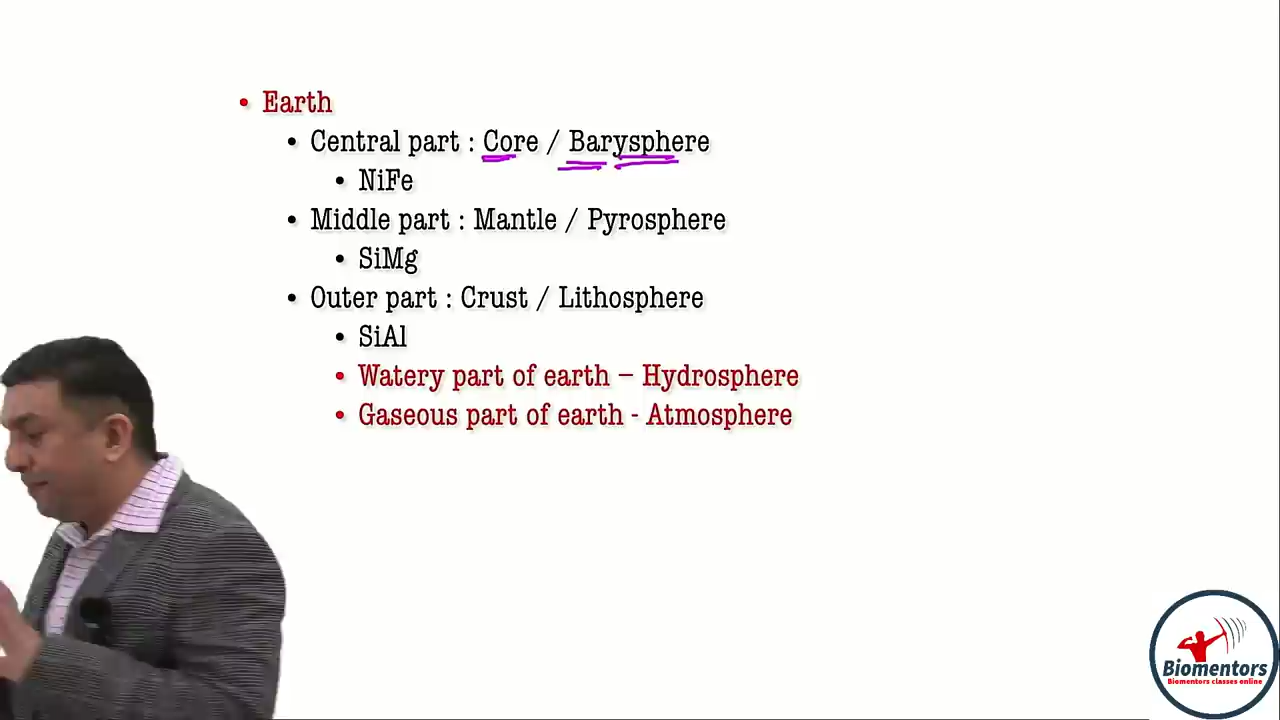 • Earth
• Central part : Core / Barysphere
• NiFe
• Middle part : Mantle / Pyrosphere
• SiMg
• Outer part : Crust / Lithosphere
• SiAl
• Watery part of earth – Hydrosphere
• Gaseous part of earth - Atmosphere
Biomentors
Biomentors classes online